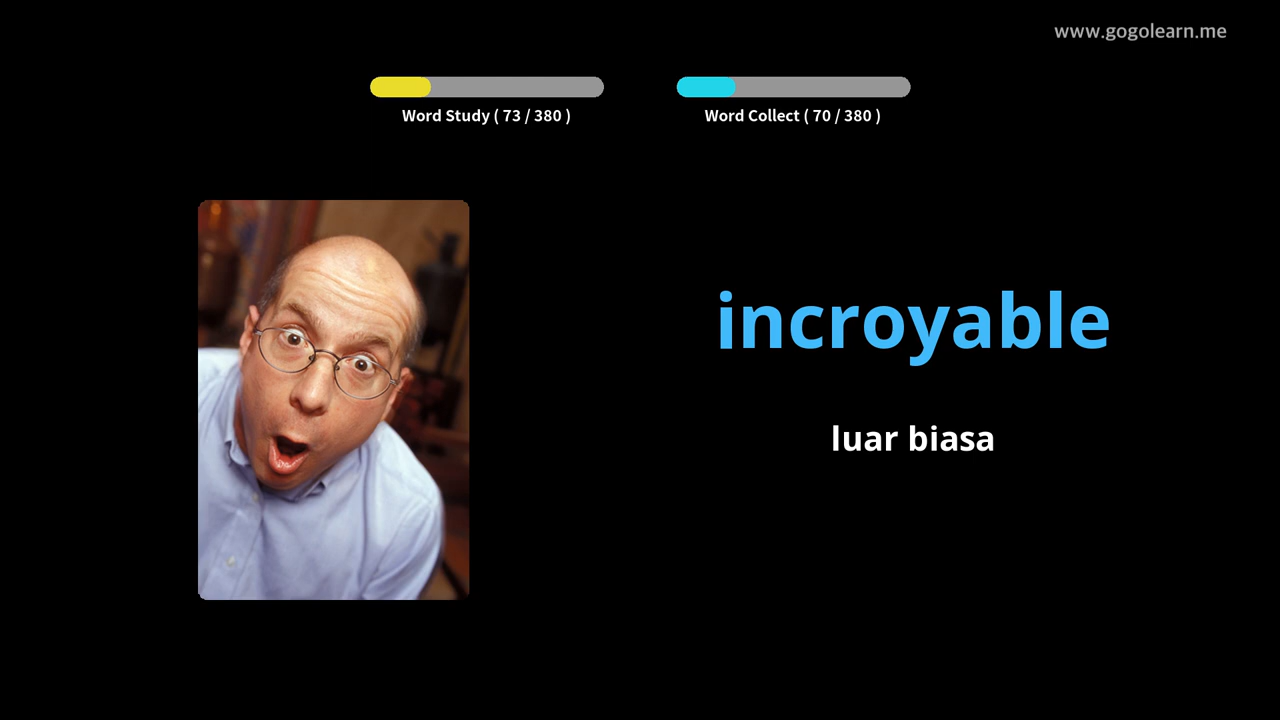 www.gogolearn.me
Word Study ( 73 / 380 )
Word Collect ( 70 / 380 )
incroyable
luar biasa